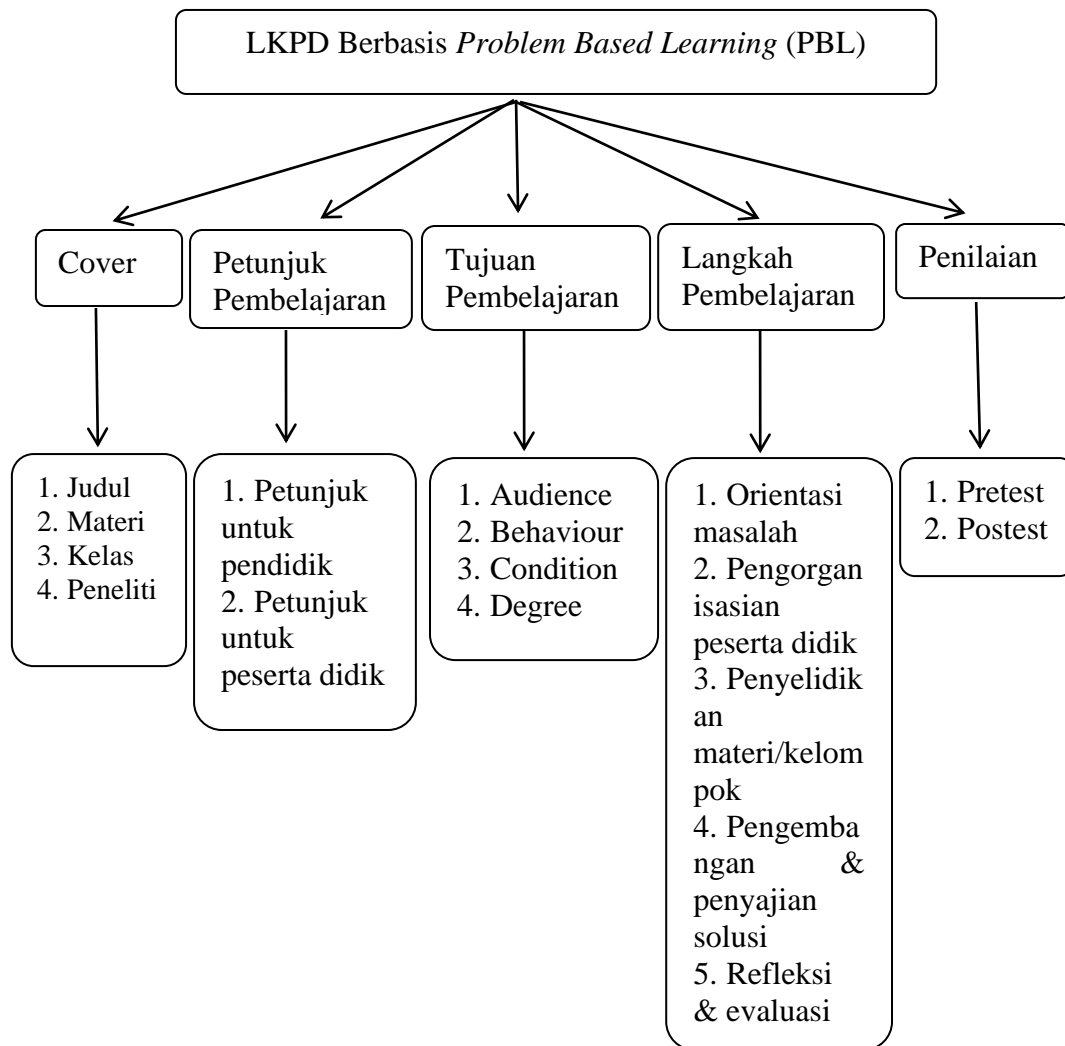 LKPD Berbasis Problem Based Learning (PBL)
Cover
Petunjuk
Pembelajaran
Tujuan
Pembelajaran
Langkah
Pembelajaran
Penilaian
1. Judul
2. Materi
3. Kelas
4. Peneliti
1. Petunjuk
untuk
pendidik
2. Petunjuk
untuk
peserta didik
1. Audience
2. Behaviour
3. Condition
4. Degree
1. Orientasi
masalah
2. Pengorgan
isasian
peserta didik
3. Penyelidik
an
materi/kelom
pok
4. Pengemba
ngan &
penyajian
solusi
5. Refleksi
& evaluasi
1. Pretest
2. Postest